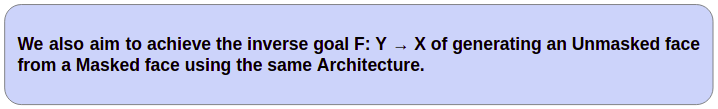 We also aim to achieve the inverse goal F: Y → X of generating an Unmasked face
from a Masked face using the same Architecture.